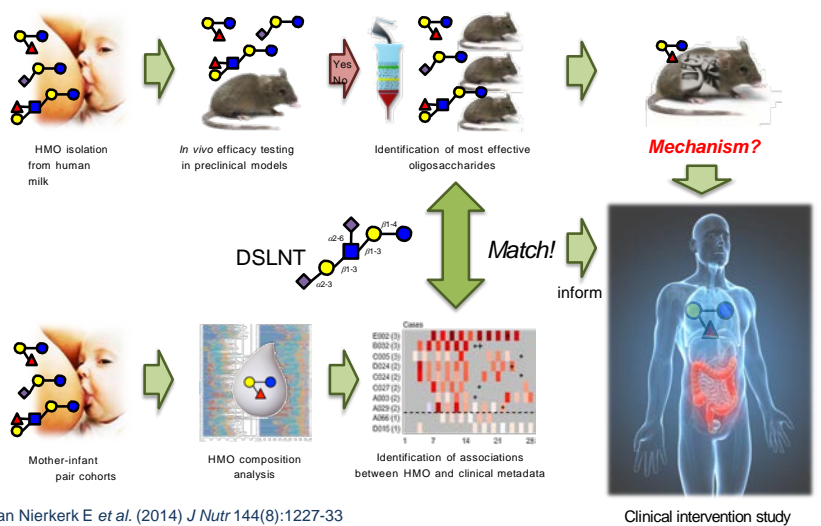 Yes
No
HMO isolation
from human
milk
In vivo efficacy testing
in preclinical models
Identification of most effective
oligosaccharides
Mechanism?
DSLNT
α2-6
β1-4
β1-3
β1-3
α2-3
Match!
inform
Cases
E002 (3)
B032 (3)
C005 (3)
D024 (2)
C024 (2)
C027 (2)
A003 (2)
A029 (2)
A066 (1)
D015 (1)
1 7 14 21 28
Mother-infant
pair cohorts
HMO composition
analysis
Identification of associations
between HMO and clinical metadata
an Nierkerk E et al. (2014) J Nutr 144(8):1227-33
Clinical intervention study